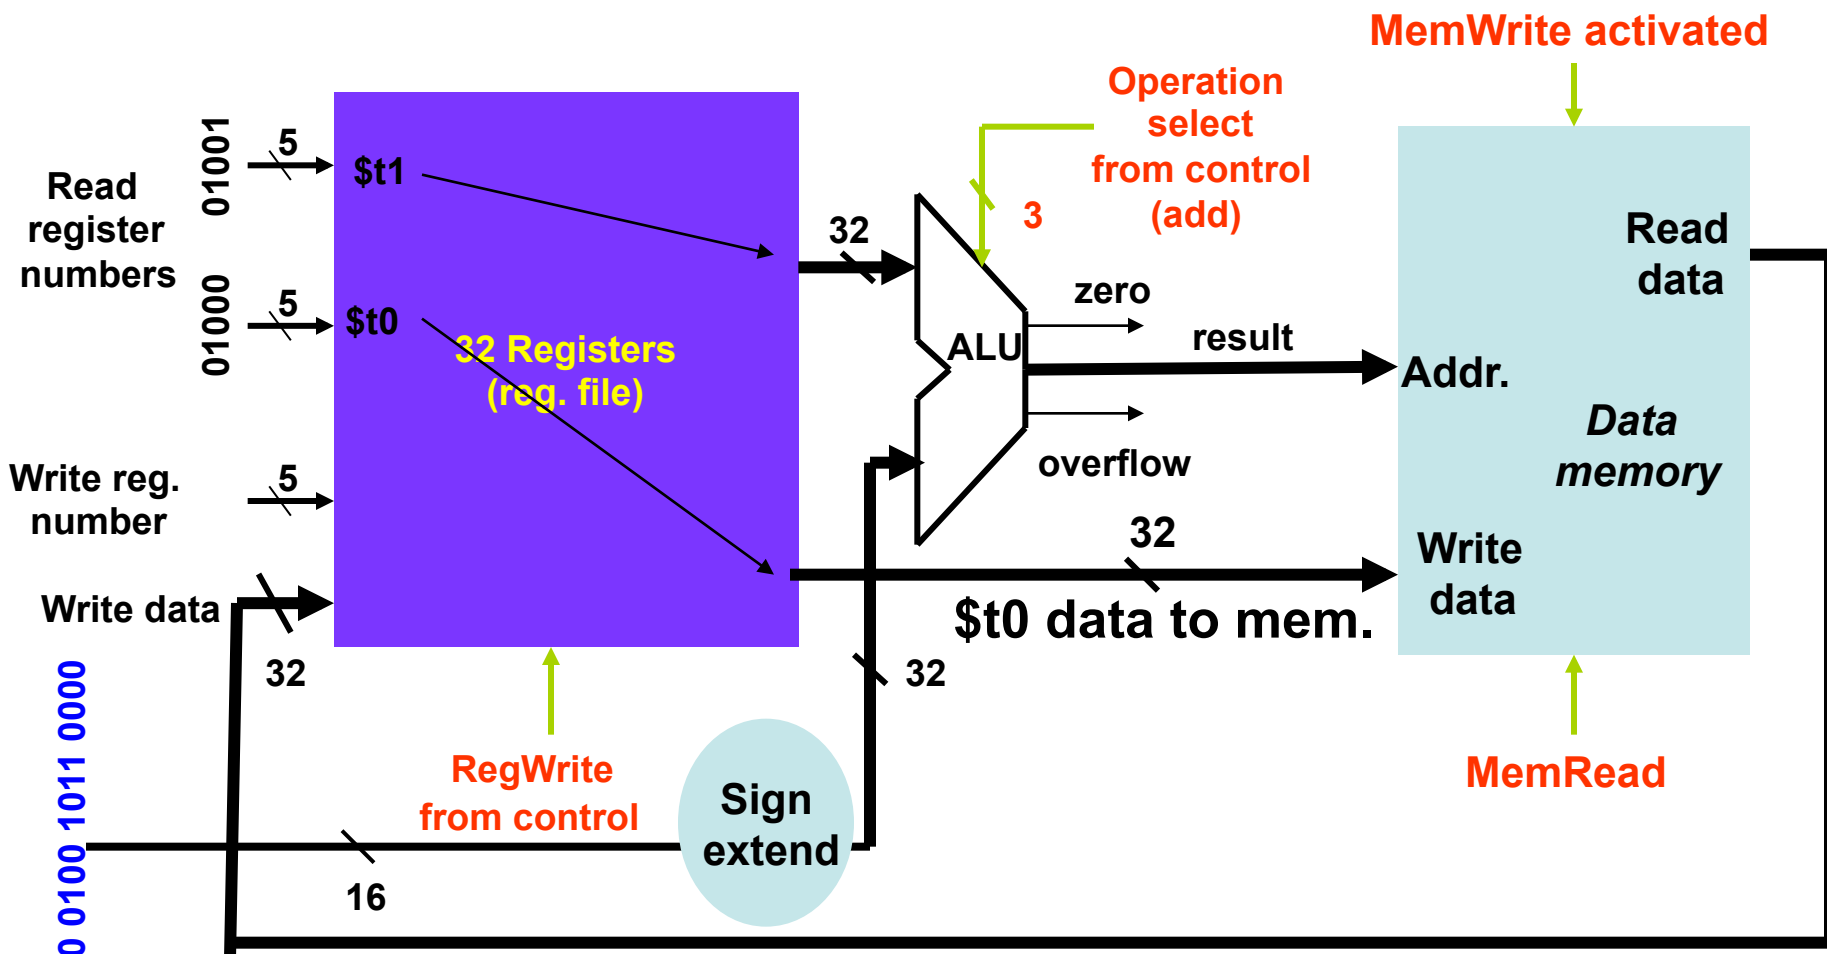 MemWrite activated
Operation
select
from control
(add)
3
01001
5
$t1
Read
register
numbers
32
Read
data
zero
01000
5
$t0
32 Registers
(reg. file)
ALU
result
Addr.
Data
memory
overflow
Write reg.
number
5
32
Write
data
Write data
32
$t0 data to mem.
32
RegWrite
from control
MemRead
Sign
extend
16
0 0100 1011 0000